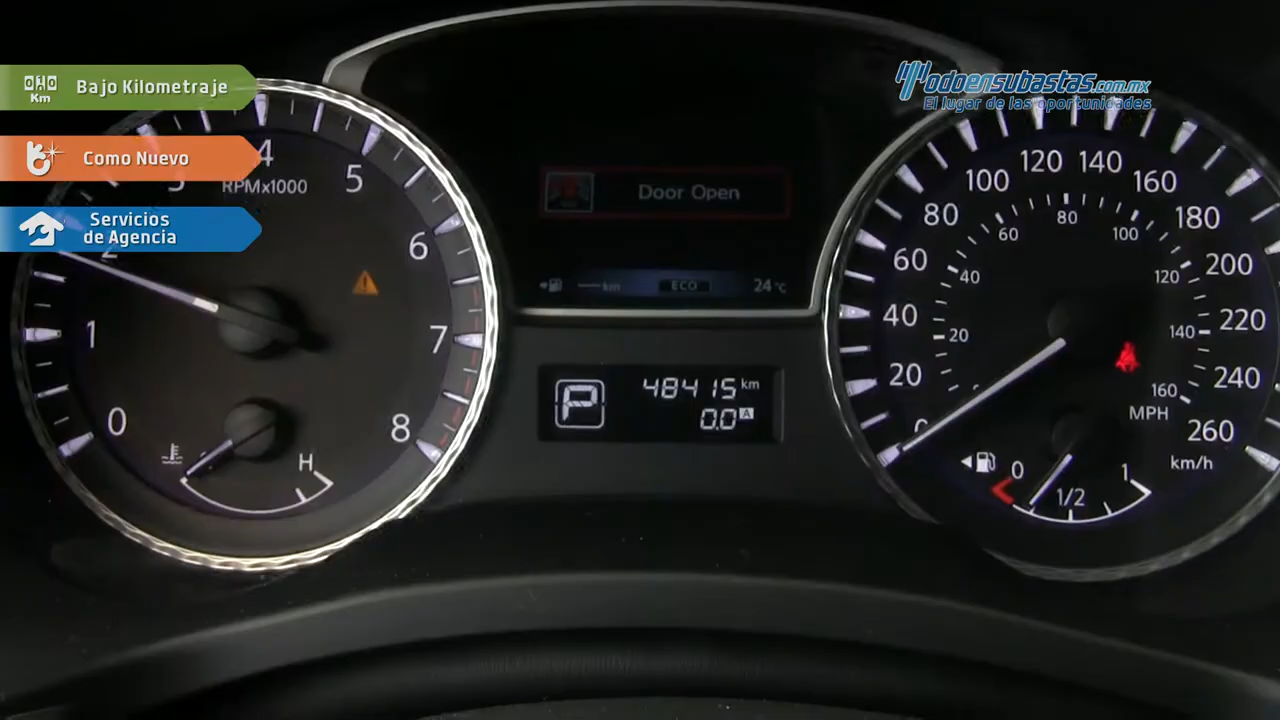 010
Km
Bajo Kilometraje
Como Nuevo
Servicios
de Agencia
Todoensubastas.com.mx
El lugar de las oportunidades
0
1
2
3
4
5
6
7
8
RPMx1000
H
Door Open
---- km
ECO
24°C
P
48415 km
0.0 A
0
20
40
60
80
100
120
140
160
180
200
220
240
260
km/h
20
40
60
80
100
120
140
160
MPH
0
1/2
1